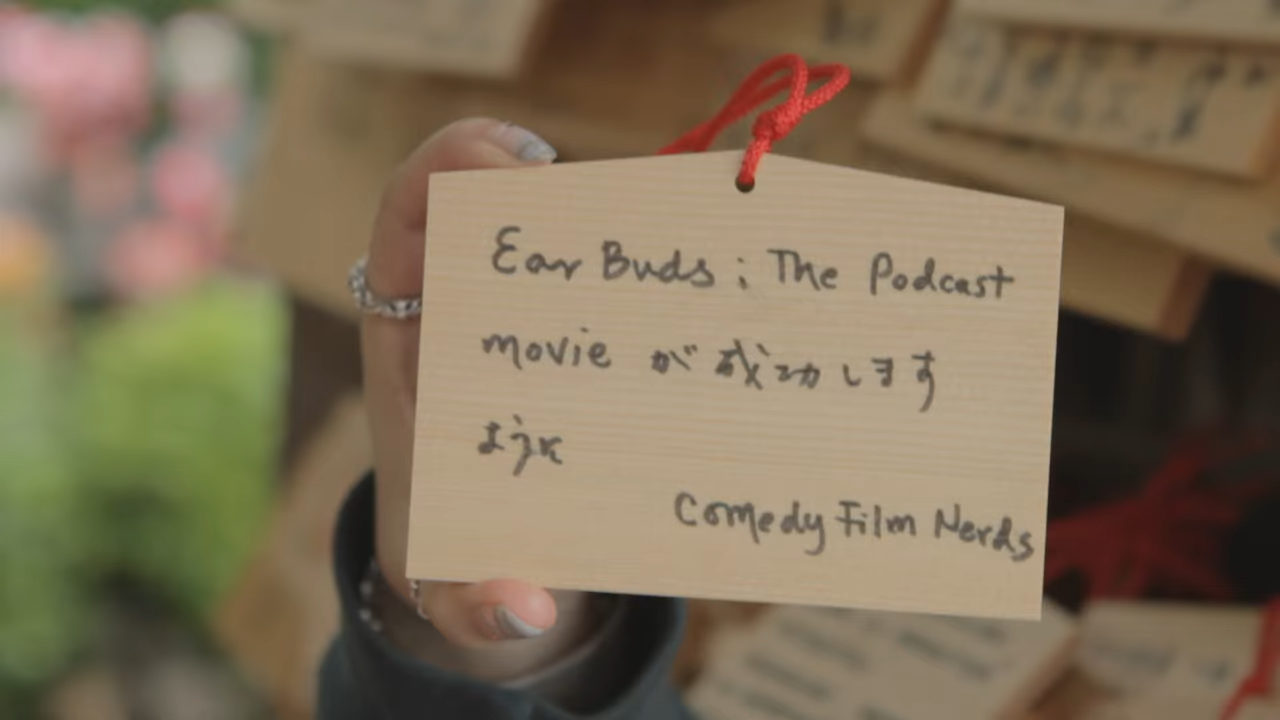 Ear Buds : The Podcast
movie が成功します
ように
Comedy Film Nerds